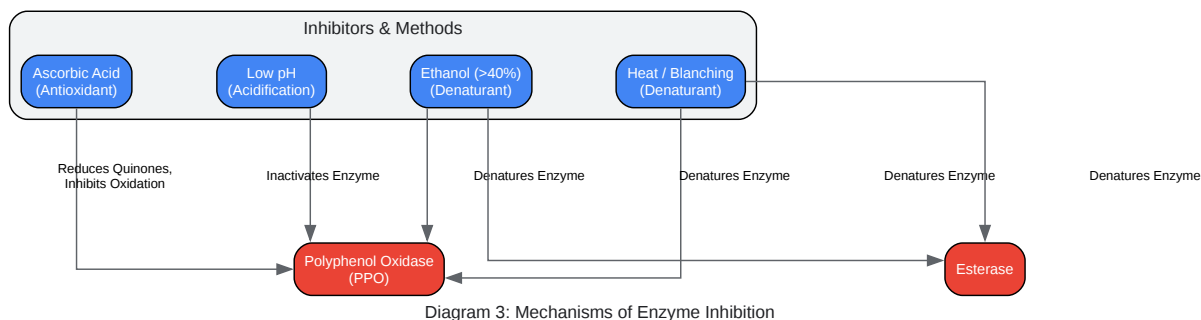 Inhibitors & Methods
Ascorbic Acid
(Antioxidant)
Low pH
(Acidification)
Ethanol (>40%)
(Denaturant)
Heat / Blanching
(Denaturant)
Reduces Quinones,
Inhibits Oxidation
Inactivates Enzyme
Denatures Enzyme
Denatures Enzyme
Denatures Enzyme
Denatures Enzyme
Polyphenol Oxidase
(PPO)
Esterase
Diagram 3: Mechanisms of Enzyme Inhibition